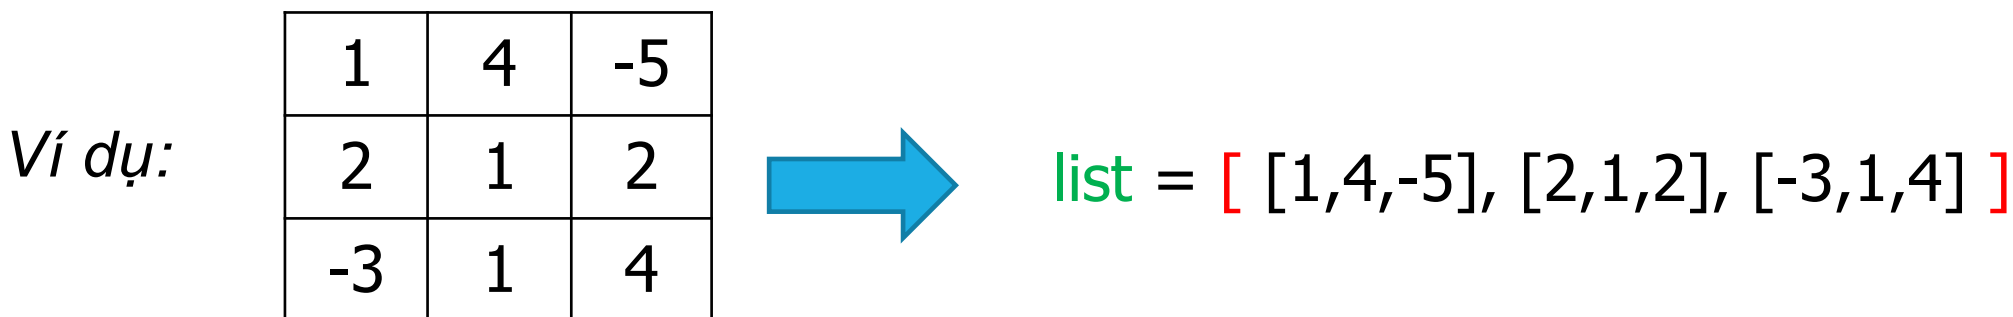 Ví dụ:
1 4 -5
2 1 2
-3 1 4
list = [ [1,4,-5], [2,1,2], [-3,1,4] ]